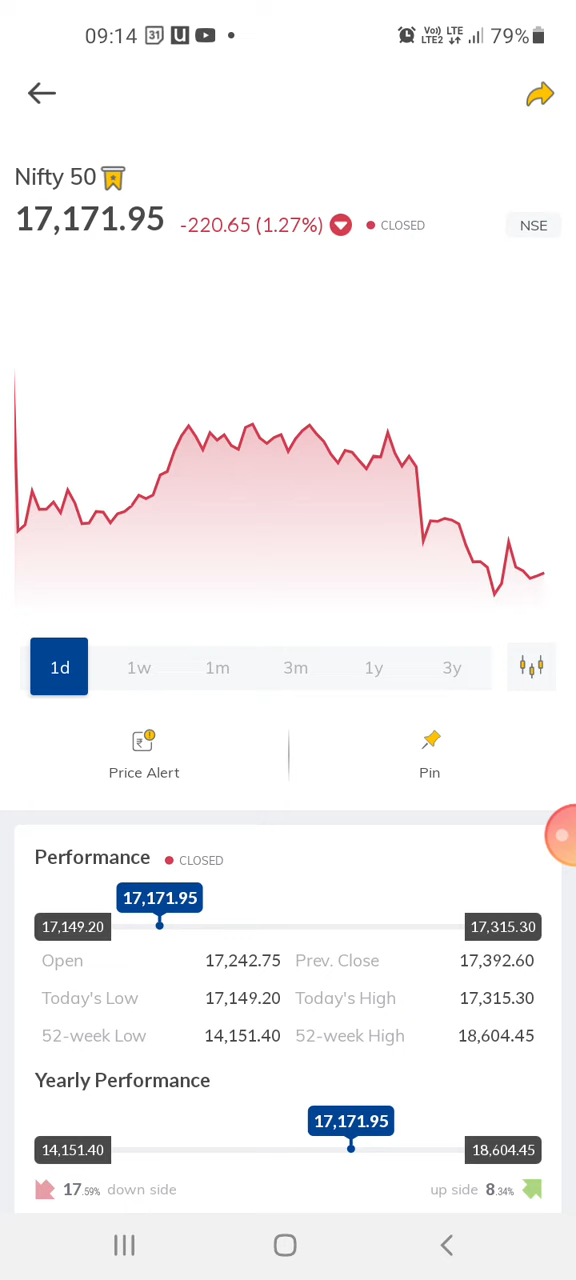 09:14 31 U Vo) LTE 79%
LTE2
Nifty 50
17,171.95 -220.65 (1.27%) CLOSED NSE
1d 1w 1m 3m 1y 3y
Price Alert Pin
Performance CLOSED
17,171.95
17,149.20 17,315.30
Open 17,242.75 Prev. Close 17,392.60
Today's Low 17,149.20 Today's High 17,315.30
52-week Low 14,151.40 52-week High 18,604.45
Yearly Performance
17,171.95
14,151.40 18,604.45
17.59% down side up side 8.34%